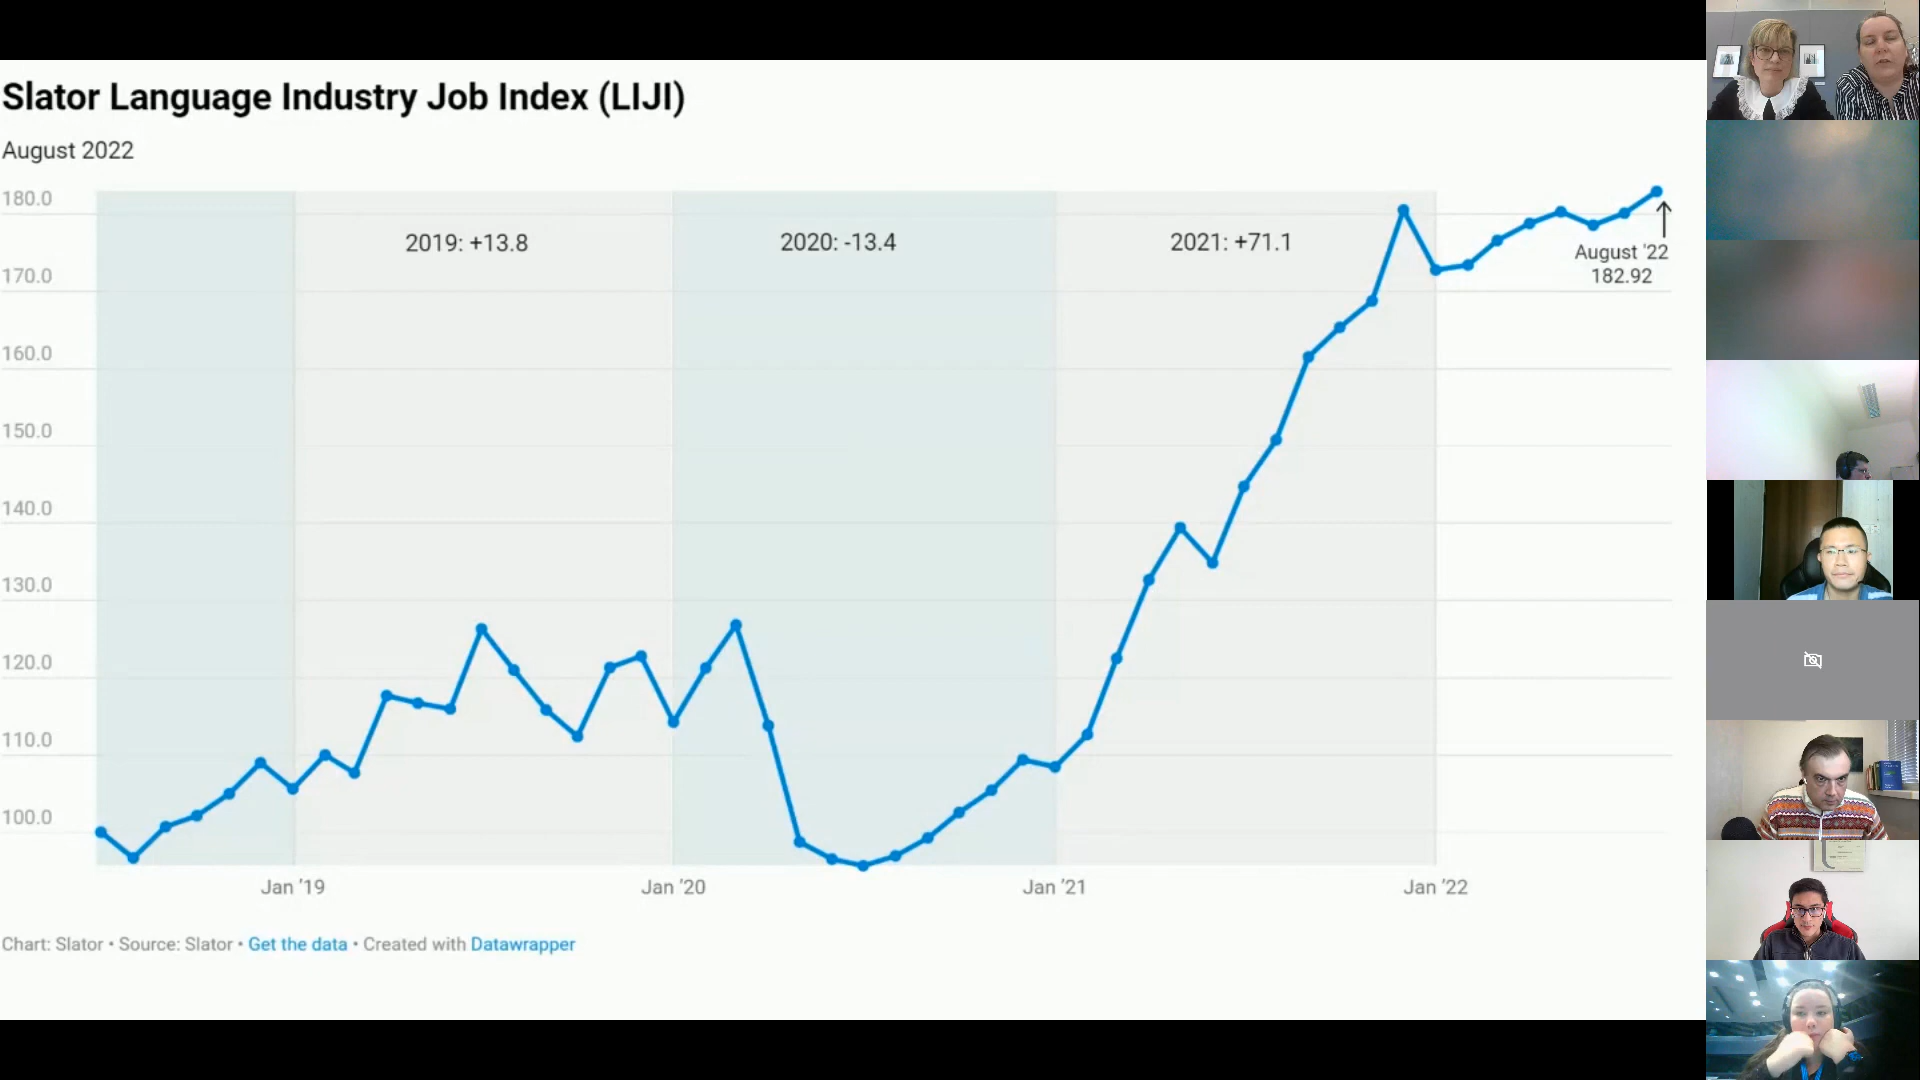 Slator Language Industry Job Index (LIJI)
August 2022
180.0
2019: +13.8
2020: -13.4
2021: +71.1
August '22
182.92
170.0
160.0
150.0
140.0
130.0
120.0
110.0
100.0
Jan '19
Jan '20
Jan '21
Jan '22
Chart: Slator • Source: Slator • Get the data • Created with Datawrapper